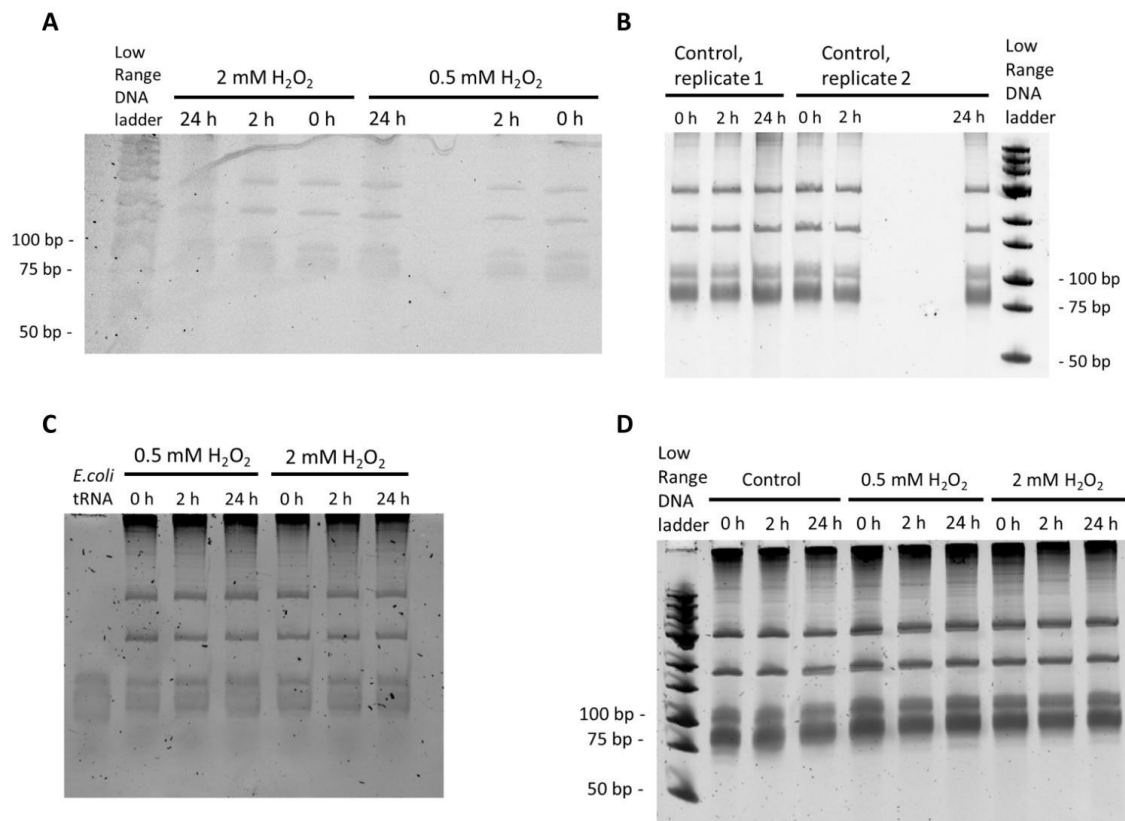 A
Low
Range
DNA
ladder
2 mM H₂O₂
0.5 mM H₂O₂
24 h 2 h 0 h 24 h 2 h 0 h
100 bp -
75 bp -
50 bp -
B
Control,
replicate 1
Control,
replicate 2
Low
Range
DNA
ladder
0 h 2 h 24 h 0 h 2 h 24 h
- 100 bp
- 75 bp
- 50 bp
C
0.5 mM H₂O₂
2 mM H₂O₂
E.coli
tRNA
0 h 2 h 24 h 0 h 2 h 24 h
D
Low
Range
DNA
ladder
Control
0.5 mM H₂O₂
2 mM H₂O₂
0 h 2 h 24 h 0 h 2 h 24 h 0 h 2 h 24 h
100 bp -
75 bp -
50 bp -